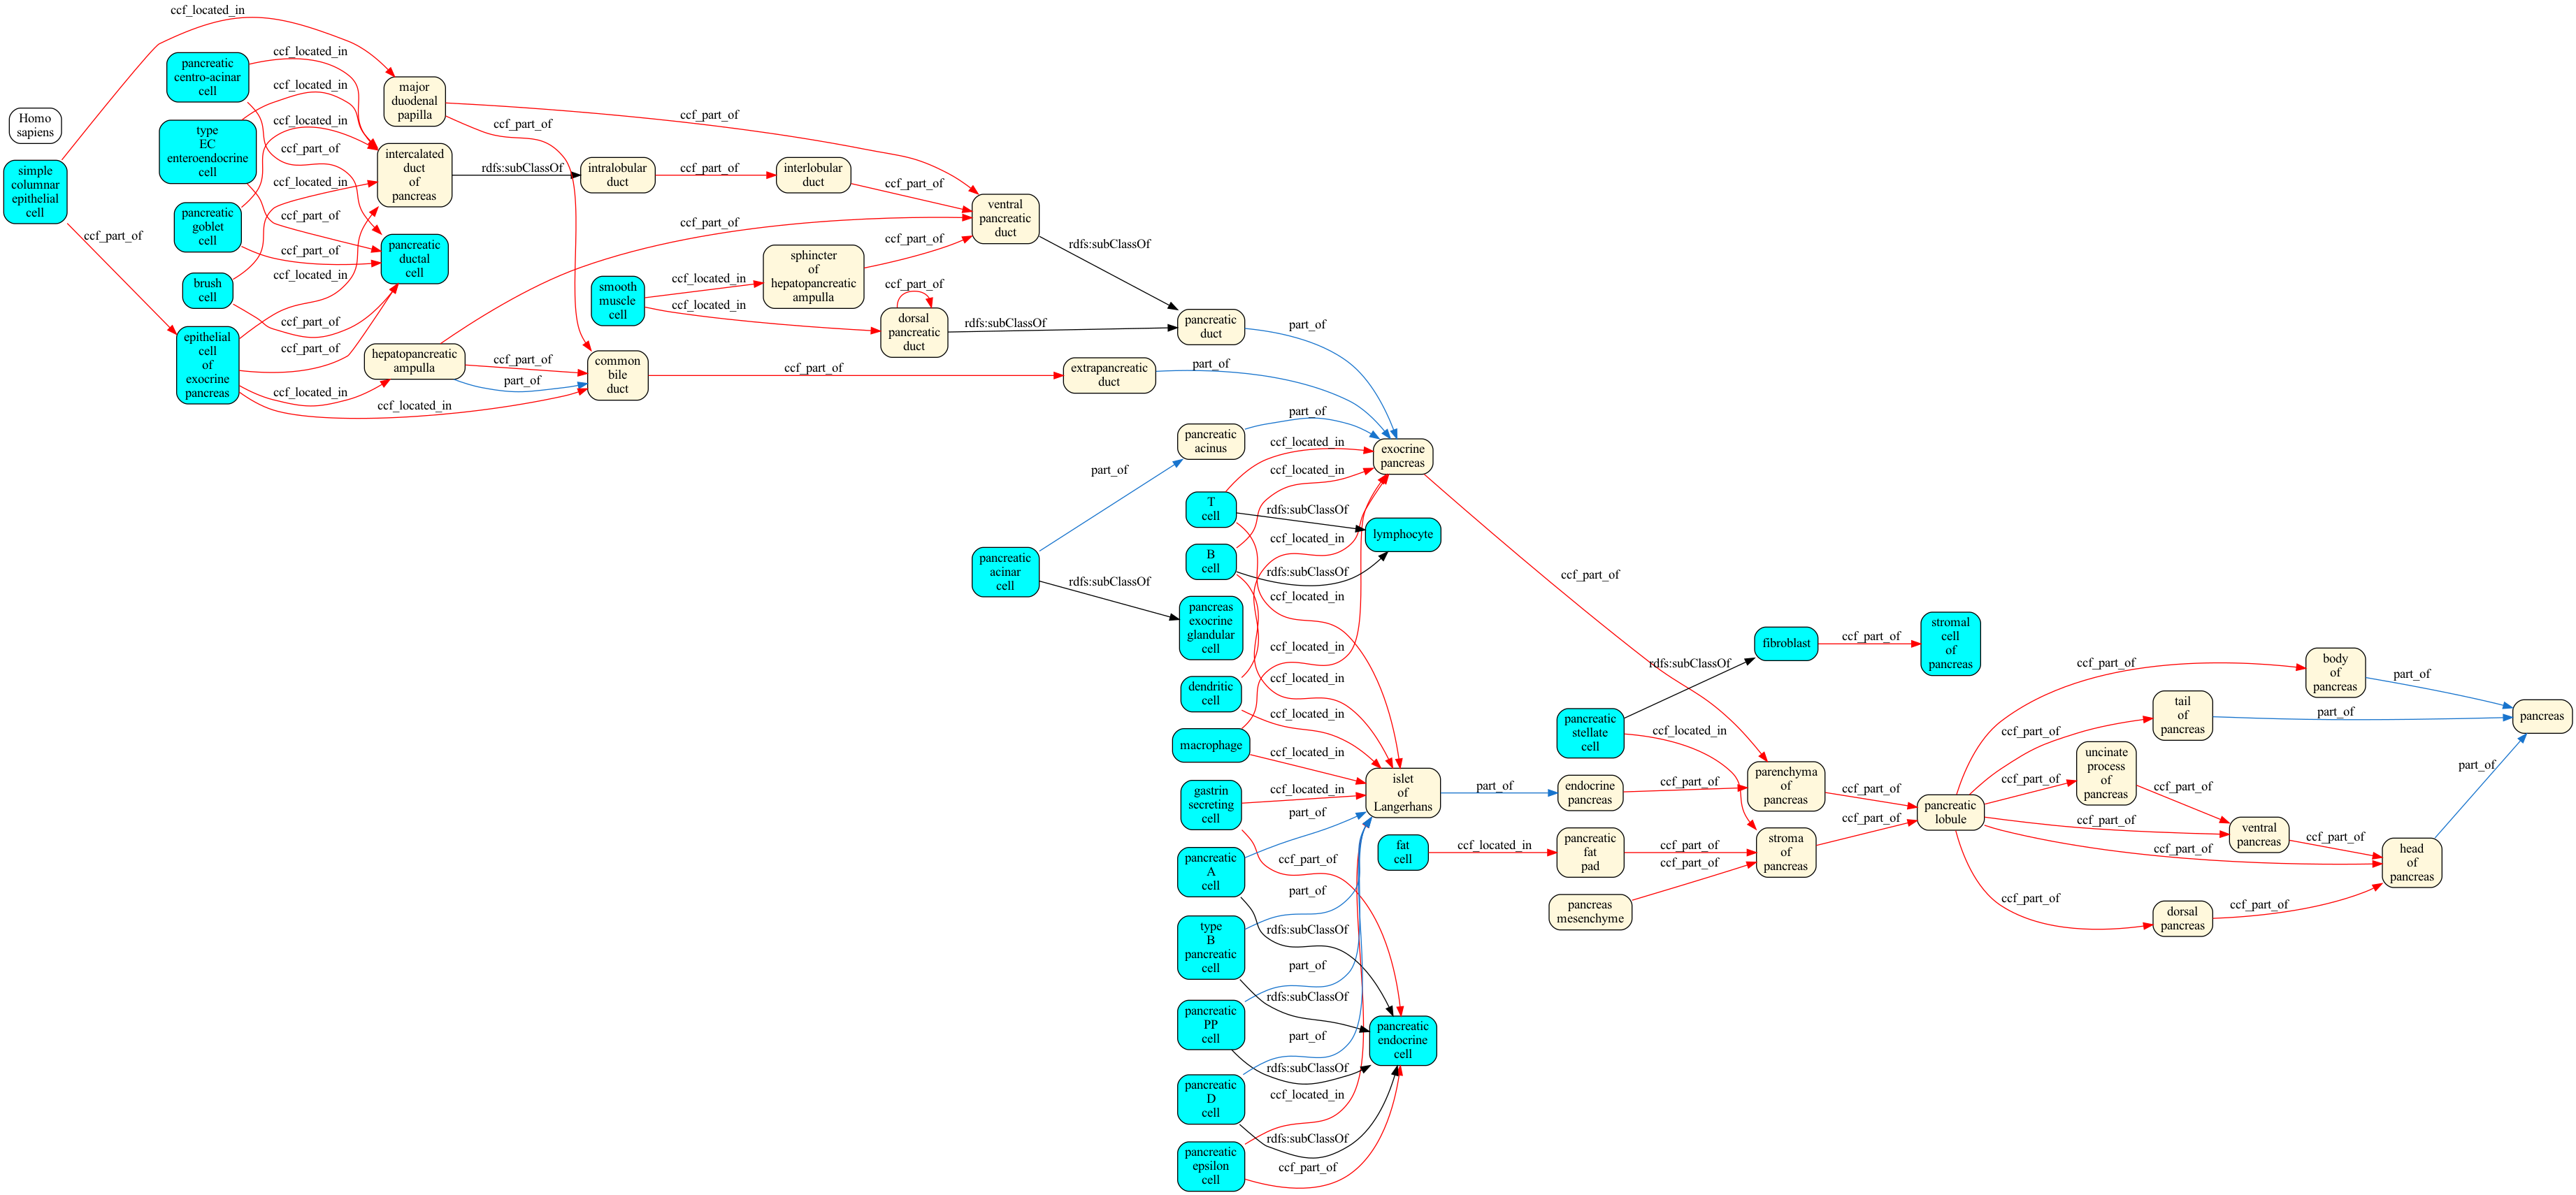 ccf_located_in
pancreatic
centro-acinar
cell
ccf_located_in
Homo
sapiens
type
EC
enteroendocrine
cell
ccf_located_in
major
duodenal
papilla
ccf_part_of
ccf_part_of
ccf_located_in
ccf_part_of
intercalated
duct
of
pancreas
rdfs:subClassOf
intralobular
duct
ccf_part_of
interlobular
duct
ccf_part_of
simple
columnar
epithelial
cell
ccf_located_in
pancreatic
goblet
cell
ccf_part_of
ccf_part_of
ventral
pancreatic
duct
rdfs:subClassOf
ccf_part_of
ccf_part_of
pancreatic
ductal
cell
ccf_part_of
sphincter
of
hepatopancreatic
ampulla
ccf_located_in
brush
cell
ccf_part_of
smooth
muscle
cell
ccf_located_in
ccf_located_in
ccf_part_of
dorsal
pancreatic
duct
rdfs:subClassOf
pancreatic
duct
part_of
epithelial
cell
of
exocrine
pancreas
ccf_part_of
ccf_located_in
ccf_located_in
hepatopancreatic
ampulla
ccf_part_of
part_of
common
bile
duct
ccf_part_of
extrapancreatic
duct
part_of
pancreatic
acinus
part_of
part_of
exocrine
pancreas
ccf_located_in
ccf_located_in
T
cell
rdfs:subClassOf
lymphocyte
ccf_located_in
B
cell
rdfs:subClassOf
ccf_located_in
pancreatic
acinar
cell
rdfs:subClassOf
pancreas
exocrine
glandular
cell
ccf_located_in
ccf_located_in
dendritic
cell
ccf_located_in
macrophage
ccf_located_in
ccf_part_of
gastrin
secreting
cell
ccf_located_in
part_of
islet
of
Langerhans
part_of
endocrine
pancreas
ccf_part_of
pancreatic
A
cell
ccf_part_of
part_of
rdfs:subClassOf
type
B
pancreatic
cell
part_of
rdfs:subClassOf
pancreatic
PP
cell
part_of
rdfs:subClassOf
pancreatic
endocrine
cell
pancreatic
D
cell
ccf_located_in
rdfs:subClassOf
pancreatic
epsilon
cell
ccf_part_of
fat
cell
ccf_located_in
pancreatic
fat
pad
ccf_part_of
pancreas
mesenchyme
ccf_part_of
pancreatic
stellate
cell
rdfs:subClassOf
ccf_located_in
fibroblast
ccf_part_of
stromal
cell
of
pancreas
parenchyma
of
pancreas
ccf_part_of
stroma
of
pancreas
ccf_part_of
pancreatic
lobule
ccf_part_of
ccf_part_of
ccf_part_of
ccf_part_of
ccf_part_of
ccf_part_of
body
of
pancreas
part_of
tail
of
pancreas
part_of
uncinate
process
of
pancreas
ccf_part_of
ventral
pancreas
ccf_part_of
dorsal
pancreas
ccf_part_of
head
of
pancreas
part_of
pancreas